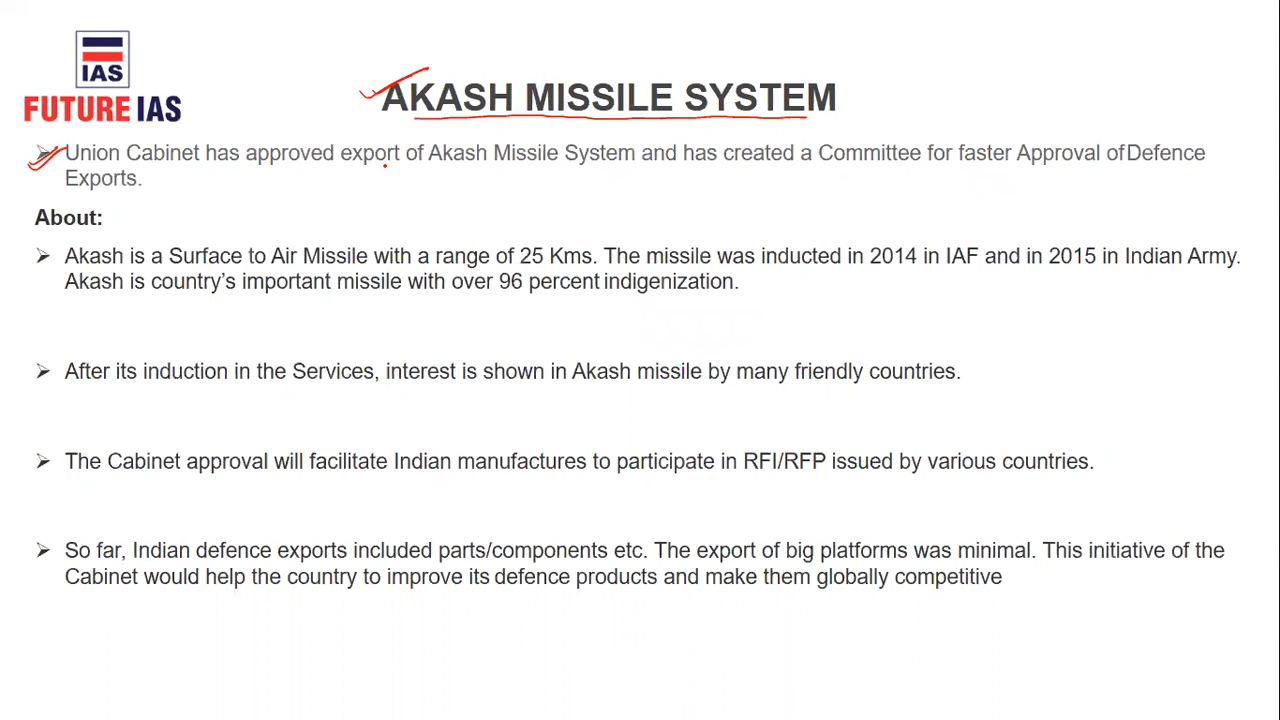 IAS
FUTURE IAS
AKASH MISSILE SYSTEM
Union Cabinet has approved export of Akash Missile System and has created a Committee for faster Approval of Defence
Exports.
About:
Akash is a Surface to Air Missile with a range of 25 Kms. The missile was inducted in 2014 in IAF and in 2015 in Indian Army.
Akash is country's important missile with over 96 percent indigenization.
After its induction in the Services, interest is shown in Akash missile by many friendly countries.
The Cabinet approval will facilitate Indian manufactures to participate in RFI/RFP issued by various countries.
So far, Indian defence exports included parts/components etc. The export of big platforms was minimal. This initiative of the
Cabinet would help the country to improve its defence products and make them globally competitive